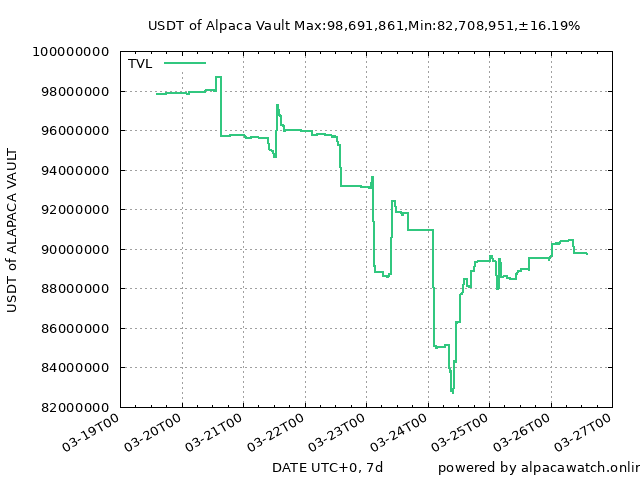 USDT of Alpaca Vault Max:98,691,861,Min:82,708,951,±16.19%
TVL
100000000
98000000
96000000
94000000
92000000
90000000
88000000
86000000
84000000
82000000
USDT of ALAPACA VAULT
03-19T00
03-20T00
03-21T00
03-22T00
03-23T00
03-24T00
03-25T00
03-26T00
03-27T00
DATE UTC+0, 7d
powered by alpacawatch.onlin